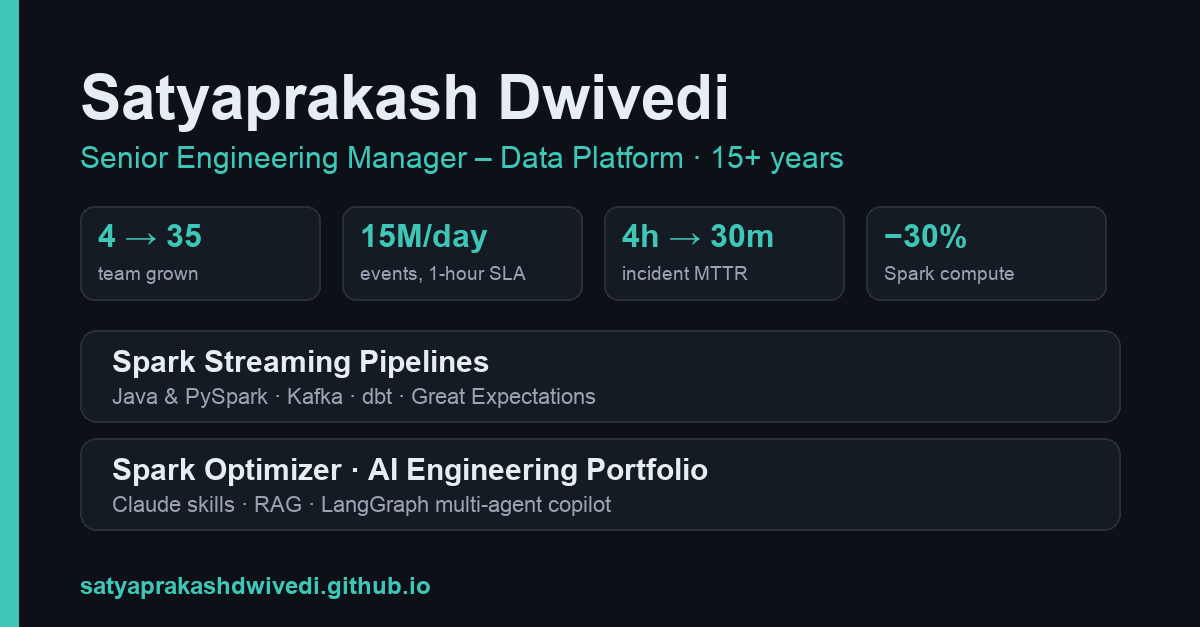 Satyaprakash Dwivedi
Senior Engineering Manager – Data Platform · 15+ years
4 → 35
team grown
15M/day
events, 1-hour SLA
4h → 30m
incident MTTR
−30%
Spark compute
Spark Streaming Pipelines
Java & PySpark · Kafka · dbt · Great Expectations
Spark Optimizer · AI Engineering Portfolio
Claude skills · RAG · LangGraph multi-agent copilot
satyaprakashdwivedi.github.io